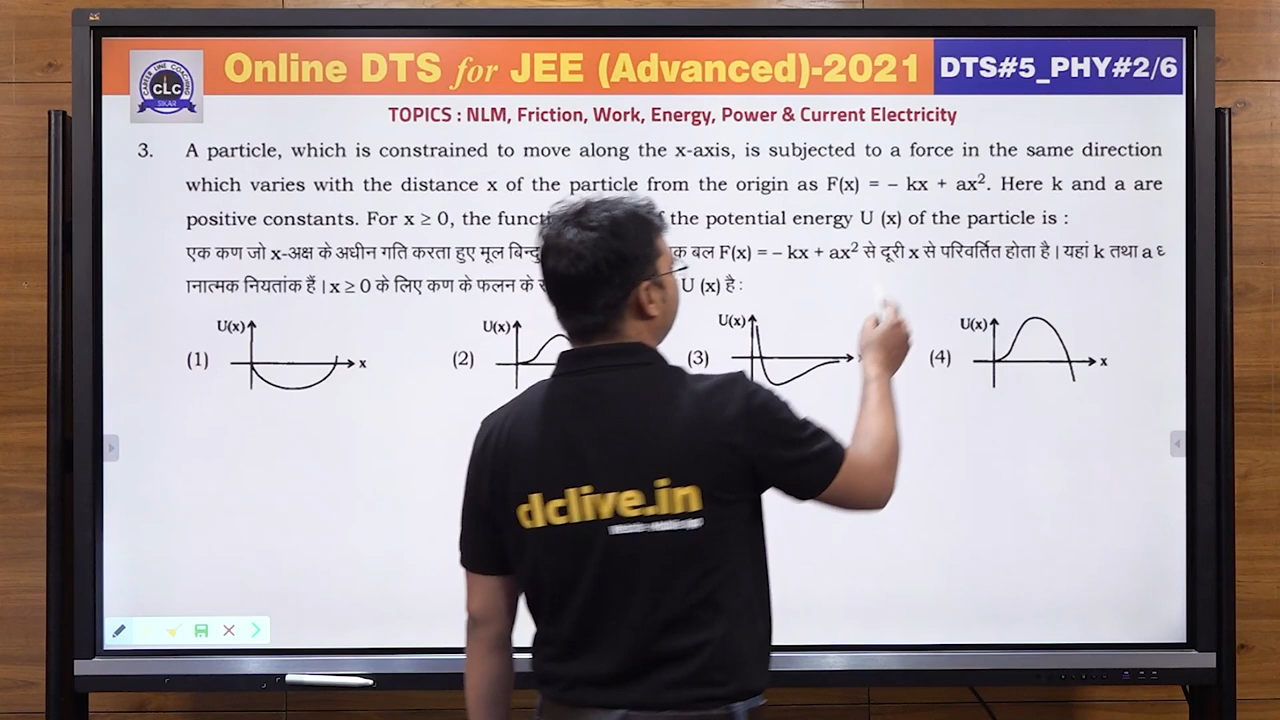 Online DTS for JEE (Advanced)-2021 DTS#5_PHY#2/6
CAREER LINE COACHING
CLC
SIKAR
TOPICS : NLM, Friction, Work, Energy, Power & Current Electricity
3. A particle, which is constrained to move along the x-axis, is subjected to a force in the same direction
which varies with the distance x of the particle from the origin as F(x) = – kx + ax². Here k and a are
positive constants. For x ≥ 0, the the potential energy U (x) of the particle is :
एक कण जो x-अक्ष के अधीन गति करता हुए मूल बल F(x) = – kx + ax² से दूरी x से परिवर्तित होता है। यहां k तथा a ध
नात्मक नियतांक हैं। x ≥ 0 के लिए कण के फलन के U (x) है :
U(x) U(x) U(x) U(x)
(1) x (2) (3) (4) x
dclive.in